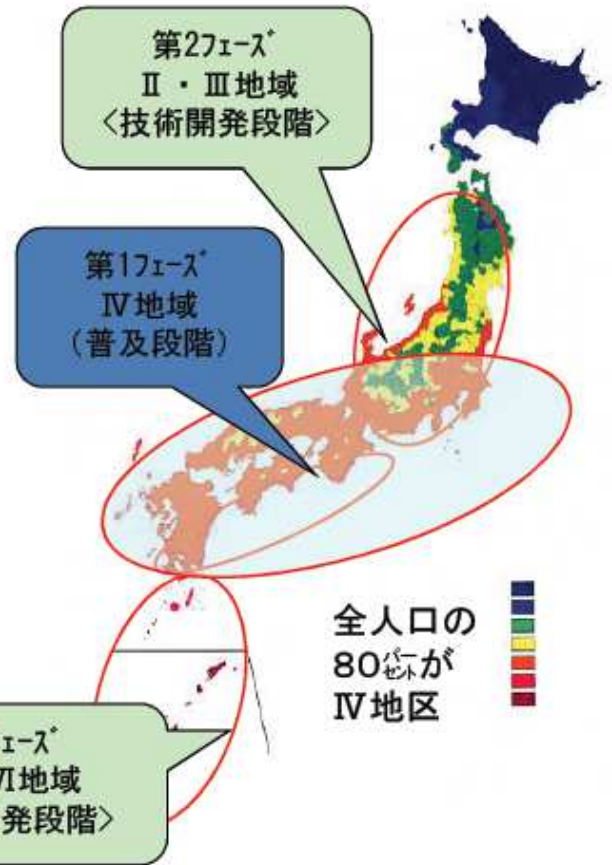 第2フェーズ
Ⅱ・Ⅲ地域
<技術開発段階>
第1フェーズ
Ⅳ地域
(普及段階)
全人口の
80パーセントが
Ⅳ地区
ェーズ
Ⅵ地域
発段階>